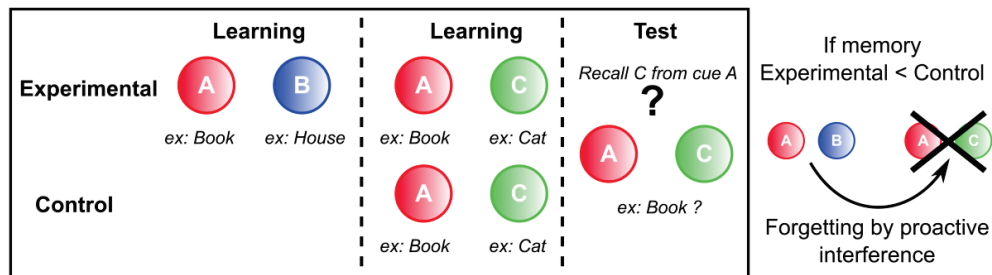 Learning
Learning
Test
Experimental
A
B
A
C
Recall C from cue A
?
A
C
ex: Book
ex: House
ex: Book
ex: Cat
Control
A
C
ex: Book ?
ex: Book
ex: Cat
If memory
Experimental < Control
A
B
A
C
Forgetting by proactive
interference